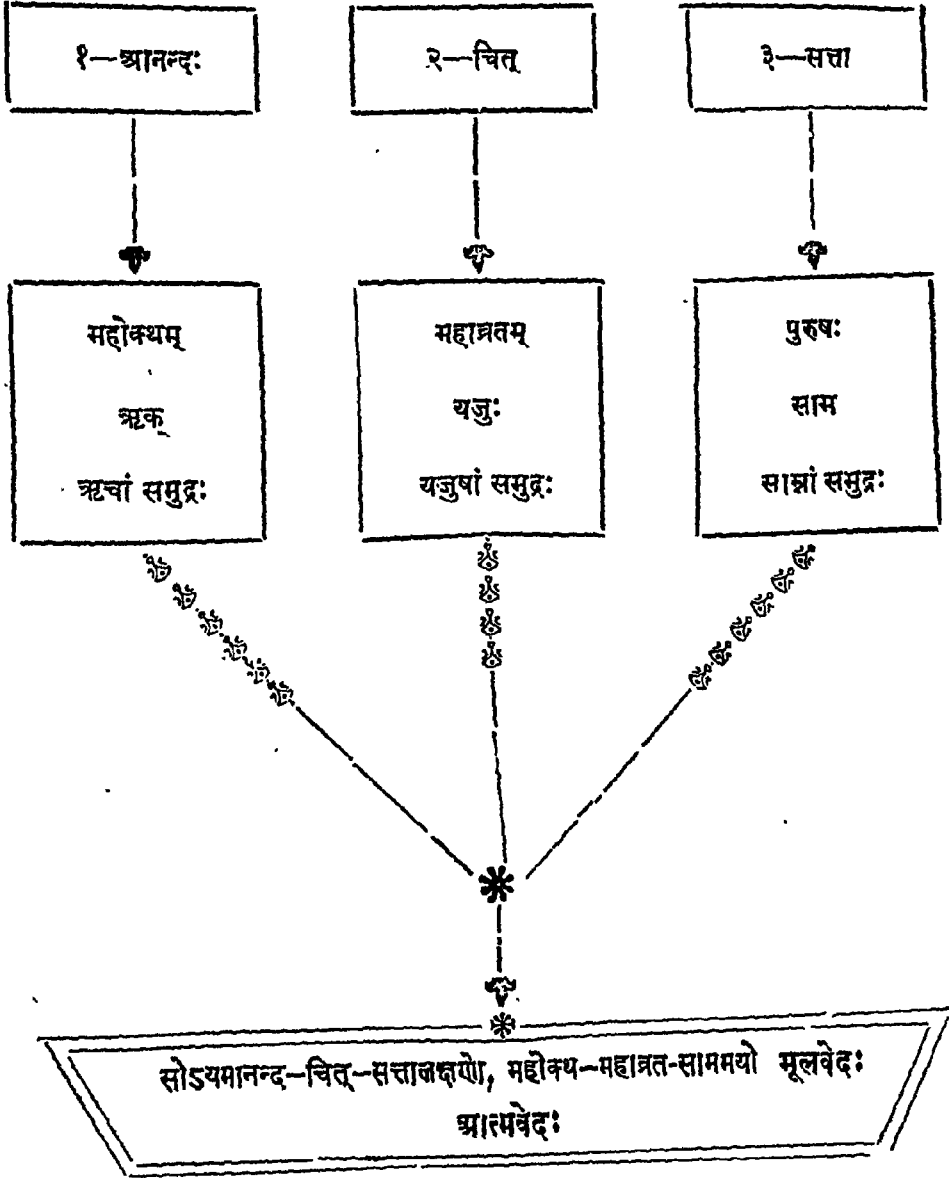 १—आनन्दः
२—चित्
३—सत्ता
महोक्थम्
ऋक्
ऋचां समुद्रः
महाव्रतम्
यजुः
यजुषां समुद्रः
पुरुषः
साम
साम्नां समुद्रः
सोऽयमानन्द-चित्-सत्तालक्षणो, महोक्थ-महाव्रत-साममयो मूलवेदः
आत्मवेदः